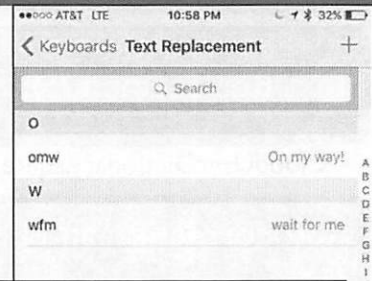 AT&T LTE 10:58 PM 32%
Keyboards Text Replacement +
Search
O
omw On my way!
W
wfm wait for me
A
B
C
D
E
F
G
H
I